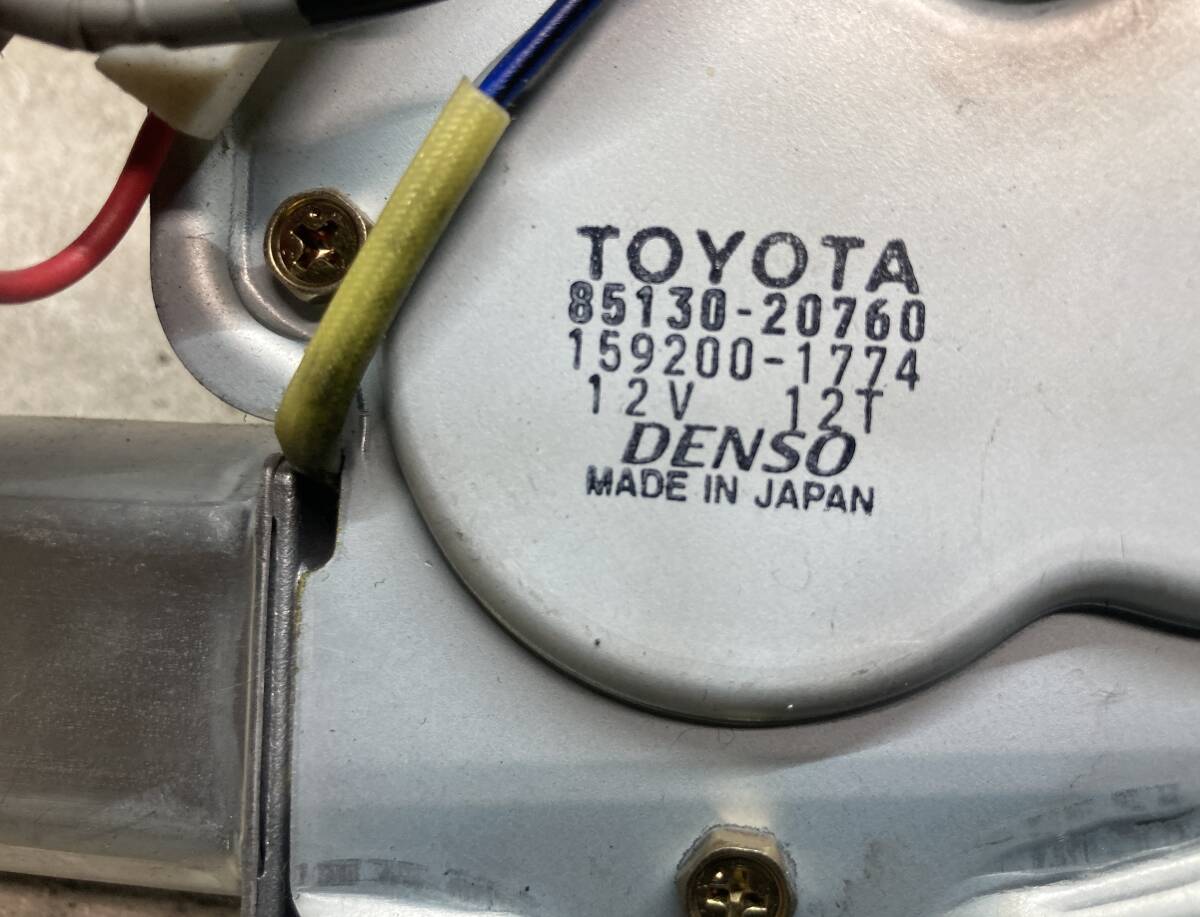 TOYOTA
85130-20760
159200-1774
12V 12T
DENSO
MADE IN JAPAN